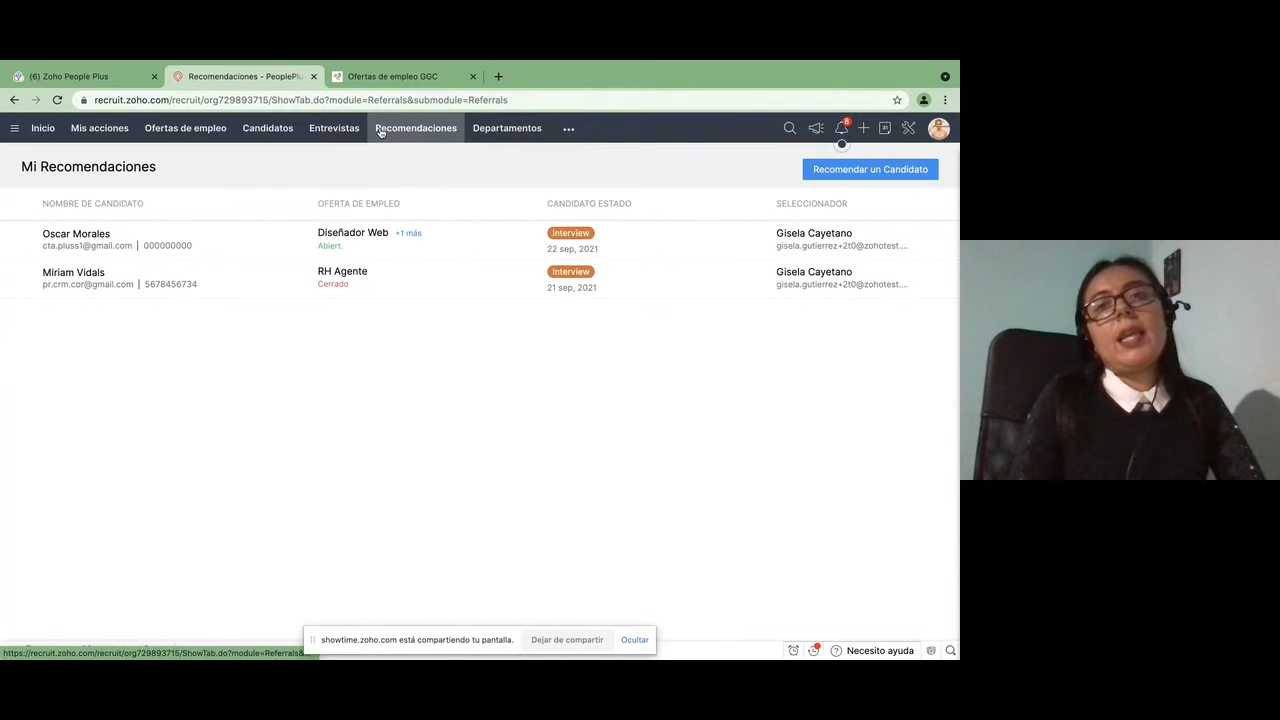 (6) Zoho People Plus
Recomendaciones - PeoplePlu
Ofertas de empleo GGC
recruit.zoho.com/recruit/org729893715/ShowTab.do?module=Referrals&submodule=Referrals
Inicio Mis acciones Ofertas de empleo Candidatos Entrevistas Recomendaciones Departamentos ...
8
31
Mi Recomendaciones
Recomendar un Candidato
NOMBRE DE CANDIDATO OFERTA DE EMPLEO CANDIDATO ESTADO SELECCIONADOR
Oscar Morales Diseñador Web +1 más Interview Gisela Cayetano
cta.pluss1@gmail.com | 000000000 Abiert. 22 sep, 2021 gisela.gutierrez+2t0@zohotest....
Miriam Vidals RH Agente Interview Gisela Cayetano
pr.crm.cor@gmail.com | 5678456734 Cerrado 21 sep, 2021 gisela.gutierrez+2t0@zohotest....
showtime.zoho.com está compartiendo tu pantalla. Dejar de compartir Ocultar
https://recruit.zoho.com/recruit/org729893715/ShowTab.do?module=Referrals&...
Necesito ayuda